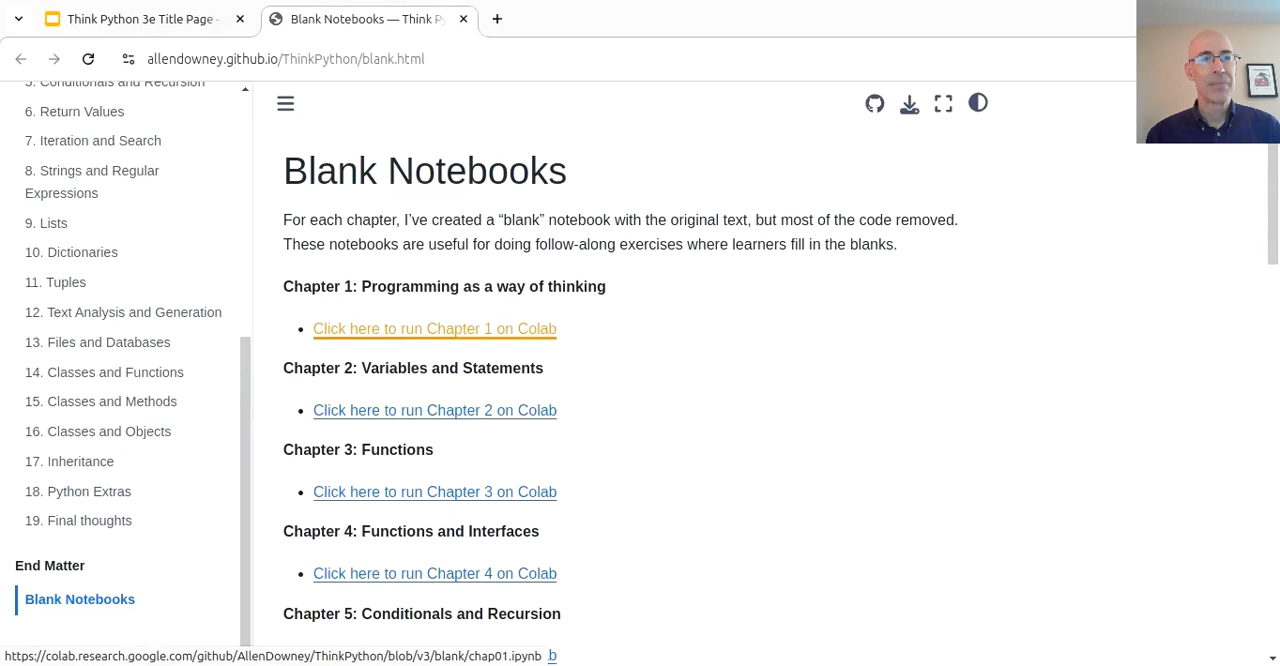 Think Python 3e Title Page -
Blank Notebooks — Think Py
allendowney.github.io/ThinkPython/blank.html
5. Conditionals and Recursion
6. Return Values
7. Iteration and Search
8. Strings and Regular
Expressions
9. Lists
10. Dictionaries
11. Tuples
12. Text Analysis and Generation
13. Files and Databases
14. Classes and Functions
15. Classes and Methods
16. Classes and Objects
17. Inheritance
18. Python Extras
19. Final thoughts
End Matter
Blank Notebooks
Blank Notebooks
For each chapter, I’ve created a “blank” notebook with the original text, but most of the code removed.
These notebooks are useful for doing follow-along exercises where learners fill in the blanks.
Chapter 1: Programming as a way of thinking
• Click here to run Chapter 1 on Colab
Chapter 2: Variables and Statements
• Click here to run Chapter 2 on Colab
Chapter 3: Functions
• Click here to run Chapter 3 on Colab
Chapter 4: Functions and Interfaces
• Click here to run Chapter 4 on Colab
Chapter 5: Conditionals and Recursion
b
https://colab.research.google.com/github/AllenDowney/ThinkPython/blob/v3/blank/chap01.ipynb